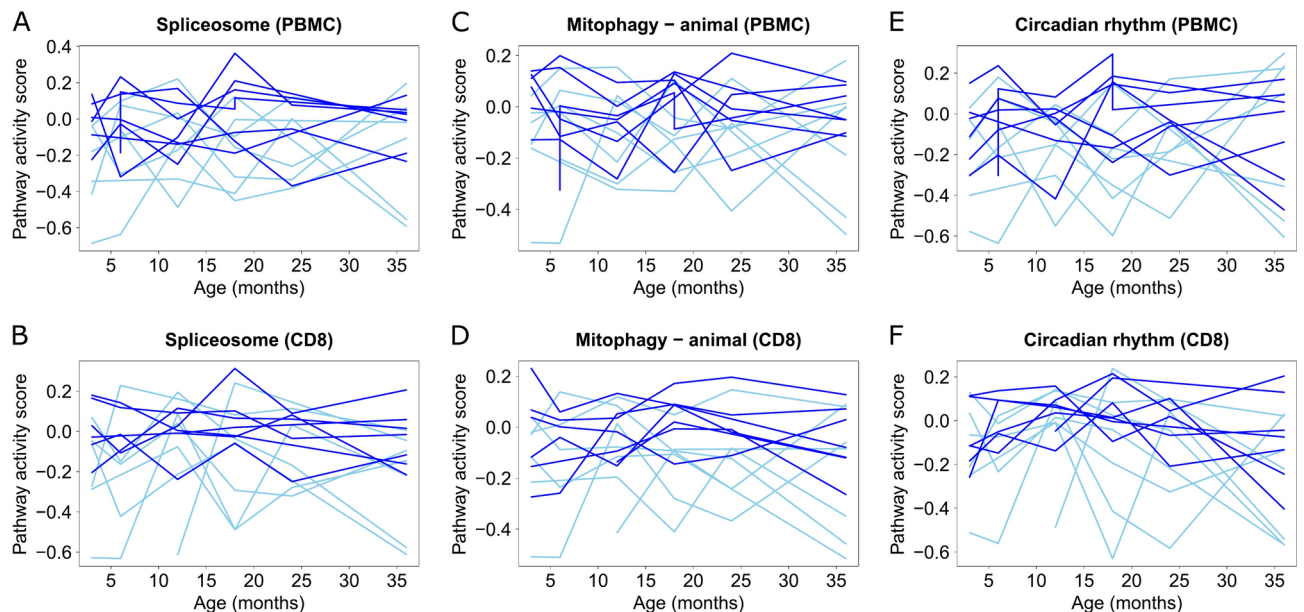 A
Spliceosome (PBMC)
Pathway activity score
0.4
0.2
0.0
−0.2
−0.4
−0.6
5 10 15 20 25 30 35
Age (months)
C
Mitophagy − animal (PBMC)
Pathway activity score
0.2
0.0
−0.2
−0.4
5 10 15 20 25 30 35
Age (months)
E
Circadian rhythm (PBMC)
Pathway activity score
0.2
0.0
−0.2
−0.4
−0.6
5 10 15 20 25 30 35
Age (months)
B
Spliceosome (CD8)
Pathway activity score
0.2
0.0
−0.2
−0.4
−0.6
5 10 15 20 25 30 35
Age (months)
D
Mitophagy − animal (CD8)
Pathway activity score
0.2
0.0
−0.2
−0.4
5 10 15 20 25 30 35
Age (months)
F
Circadian rhythm (CD8)
Pathway activity score
0.2
0.0
−0.2
−0.4
−0.6
5 10 15 20 25 30 35
Age (months)